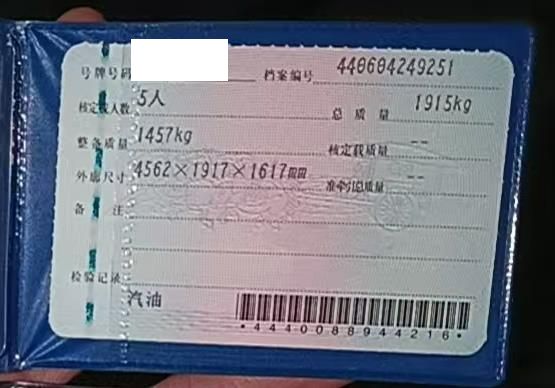 号牌号码 档案编号 440604249251
核定载人数 5人 总质量 1915kg
整备质量 1457kg 核定载质量 --
外廓尺寸 4562×1917×1617mm 准牵引总质量 --
备注
检验记录
汽油
*4440088944216*